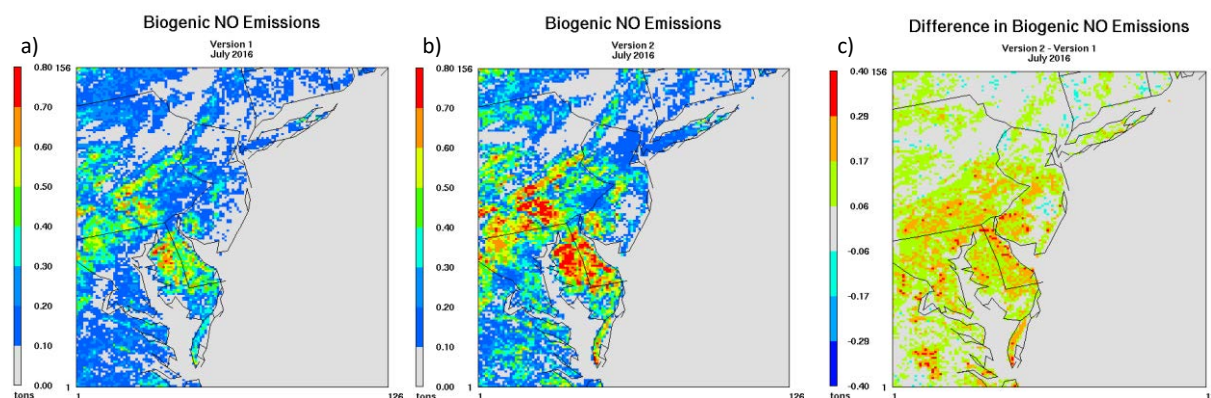 Biogenic NO Emissions
a)
Version 1
July 2016
0.80
156
0.70
0.60
0.50
0.40
0.30
0.20
0.10
0.00
1
tons
1
126
Biogenic NO Emissions
b)
Version 2
July 2016
0.80
156
0.70
0.60
0.50
0.40
0.30
0.20
0.10
0.00
1
tons
1
126
Difference in Biogenic NO Emissions
c)
Version 2 - Version 1
July 2016
0.40
156
0.29
0.17
0.06
-0.06
-0.17
-0.29
-0.40
1
tons
1
1